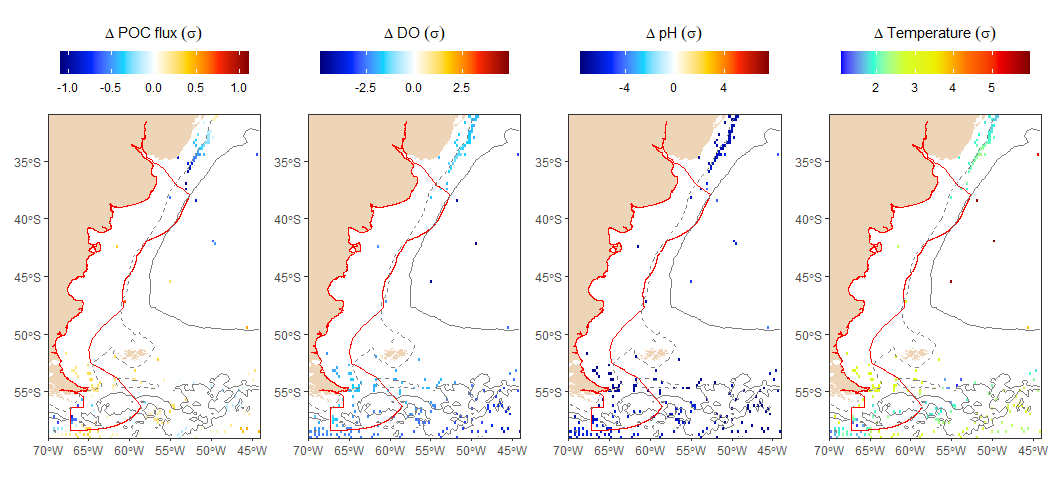 Δ POC flux (σ) Δ DO (σ) Δ pH (σ) Δ Temperature (σ)
-1.0 -0.5 0.0 0.5 1.0 -2.5 0.0 2.5 -4 0 4 2 3 4 5
35°S 35°S 35°S 35°S
40°S 40°S 40°S 40°S
45°S 45°S 45°S 45°S
50°S 50°S 50°S 50°S
55°S 55°S 55°S 55°S
70°W 65°W 60°W 55°W 50°W 45°W 70°W 65°W 60°W 55°W 50°W 45°W 70°W 65°W 60°W 55°W 50°W 45°W 70°W 65°W 60°W 55°W 50°W 45°W